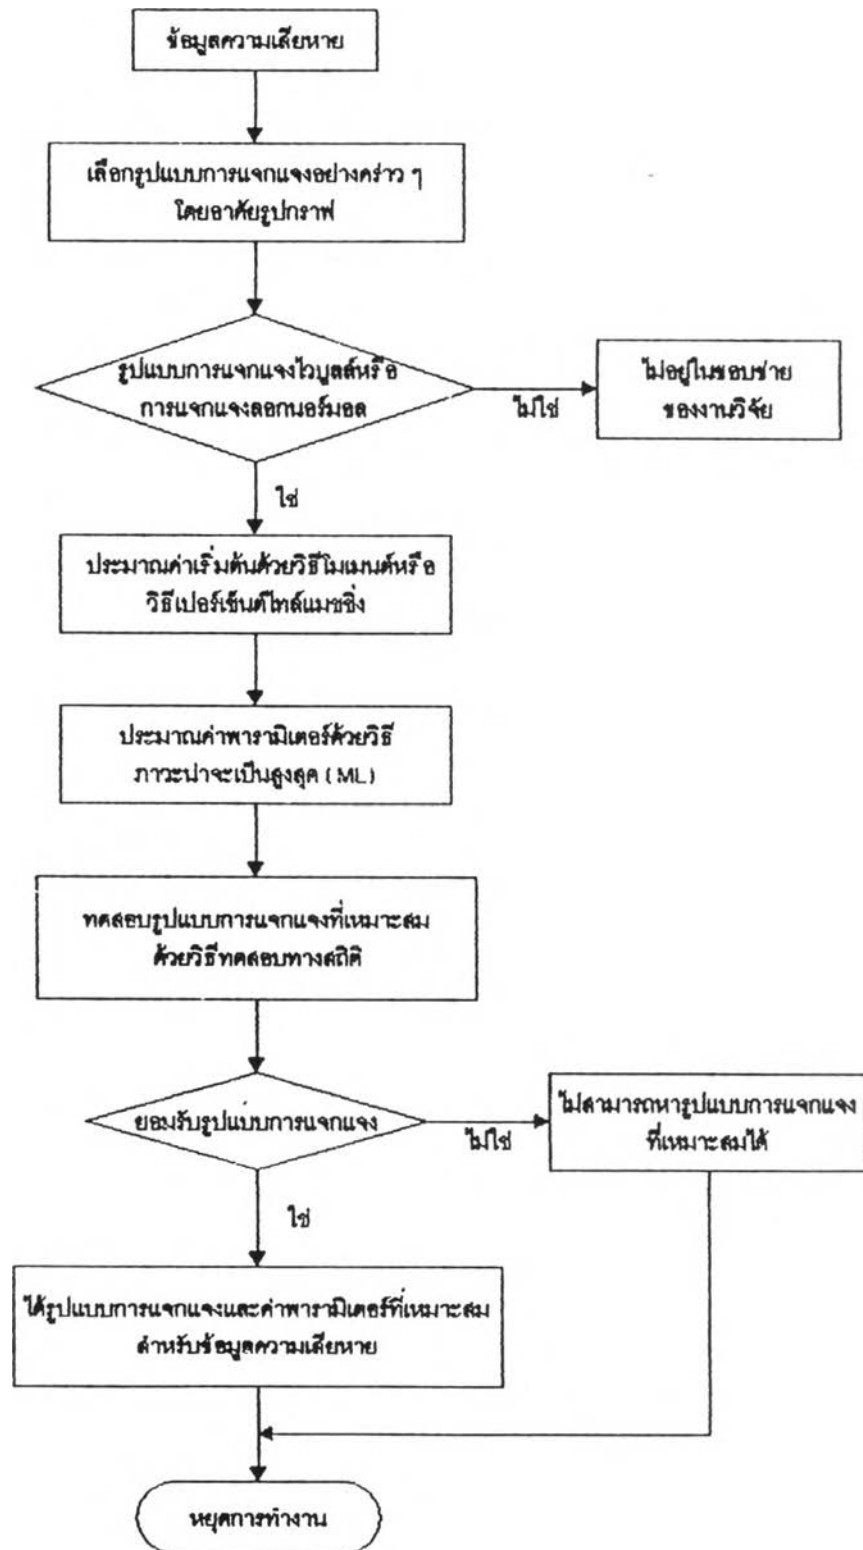 ข้อมูลความเสียหาย
เลือกรูปแบบการแจกแจงอย่างคร่าว ๆ
โดยอาศัยรูปกราฟ
รูปแบบการแจกแจงไวบูลล์หรือ
การแจกแจงลอกนอร์มอล
ไม่ใช่
ไม่อยู่ในขอบข่าย
ของงานวิจัย
ใช่
ประมาณค่าเริ่มต้นด้วยวิธีโมเมนต์หรือ
วิธีเปอร์เซ็นต์ไทล์แมชชิ่ง
ประมาณค่าพารามิเตอร์ด้วยวิธี
ภาวะน่าจะเป็นสูงสุด ( ML)
ทดสอบรูปแบบการแจกแจงที่เหมาะสม
ด้วยวิธีทดสอบทางสถิติ
ยอมรับรูปแบบการแจกแจง
ไม่ใช่
ไม่สามารถหารูปแบบการแจกแจง
ที่เหมาะสมได้
ใช่
ได้รูปแบบการแจกแจงและค่าพารามิเตอร์ที่เหมาะสม
สำหรับข้อมูลความเสียหาย
หยุดการทำงาน